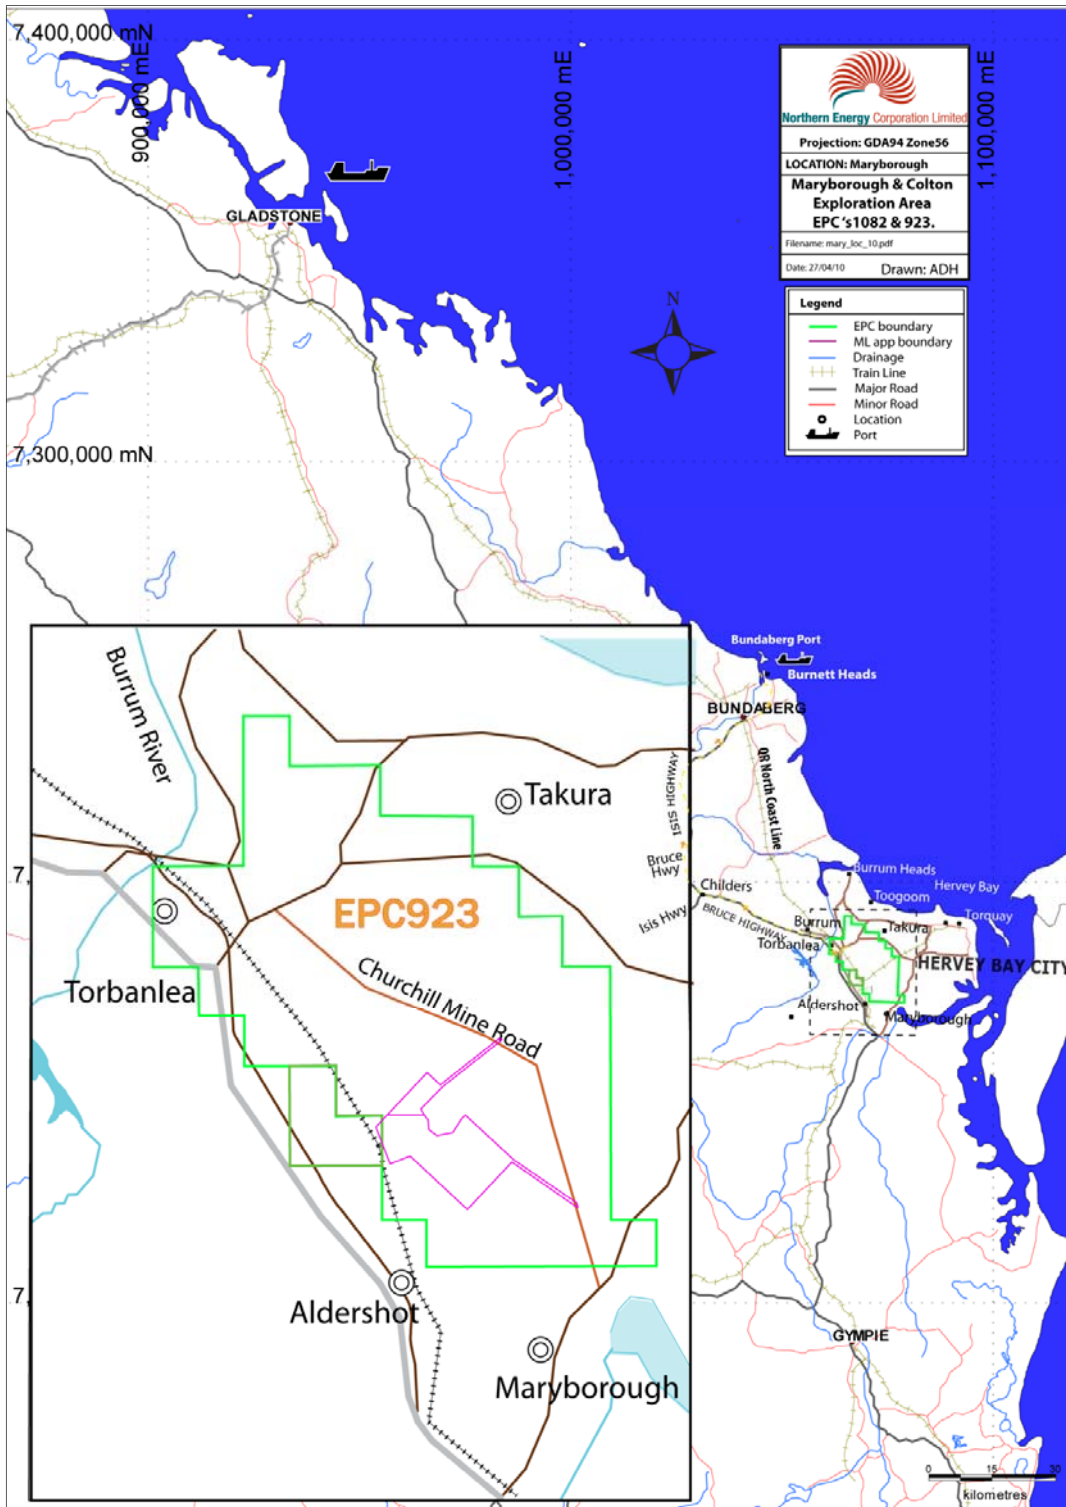 7,400,000 mN
900,000 mE
1,000,000 mE
1,100,000 mE
Northern Energy Corporation Limited
Projection: GDA94 Zone56
LOCATION: Maryborough
Maryborough & Colton
Exploration Area
EPC 's1082 & 923.
Filename: mary_loc_10.pdf
Date: 27/04/10 Drawn: ADH
GLADSTONE
N
Legend
EPC boundary
ML app boundary
Drainage
Train Line
Major Road
Minor Road
Location
Port
7,300,000 mN
Bundaberg Port
Burnett Heads
BUNDABERG
QR North Coast Line
ISIS HIGHWAY
Bruce
Hwy
Childers
Isis Hwy
BRUCE HIGHWAY
Burrum Heads
Toogoom
Hervey Bay
Torquay
Burrum
Takura
Torbanlea
HERVEY BAY CITY
Aldershot
Maryborough
GYMPIE
0 15 30
kilometres
7,
7,
Burrum River
Takura
EPC923
Churchill Mine Road
Torbanlea
Aldershot
Maryborough